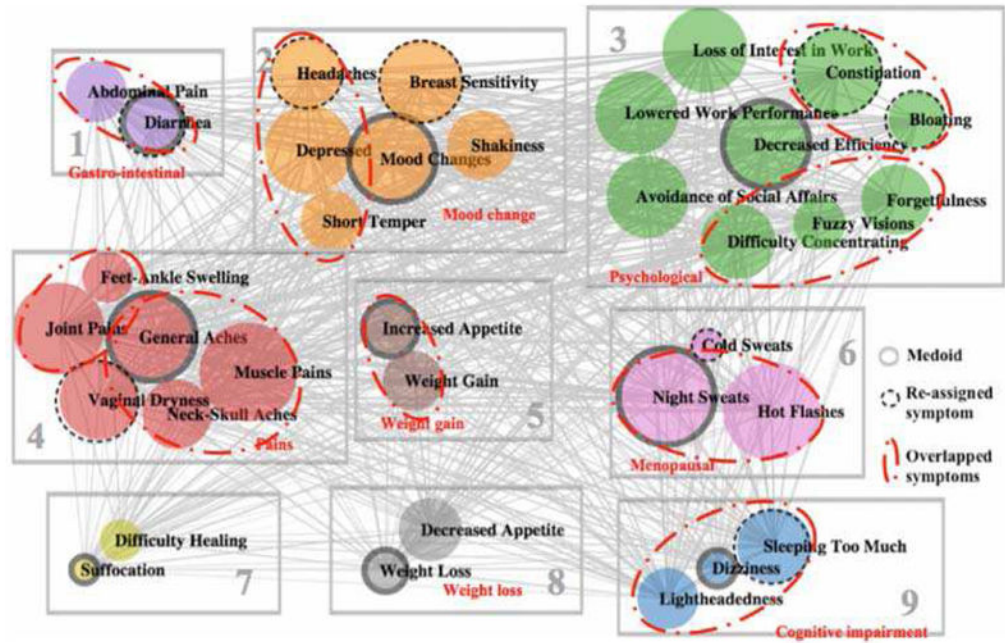 1
Abdominal Pain
Diarrhea
Gastro-intestinal
2
Headaches
Breast Sensitivity
Depressed
Mood Changes
Shakiness
Short Temper
Mood change
3
Loss of Interest in Work
Constipation
Lowered Work Performance
Bloating
Decreased Efficiency
Avoidance of Social Affairs
Forgetfulness
Fuzzy Visions
Difficulty Concentrating
Psychological
4
Feet-Ankle Swelling
Joint Pains
General Aches
Muscle Pains
Vaginal Dryness
Neck-Skull Aches
Pains
5
Increased Appetite
Weight Gain
Weight gain
6
Cold Sweats
Night Sweats
Hot Flashes
Menopausal
Medoid
Re-assigned
symptom
Overlapped
symptoms
7
Difficulty Healing
Suffocation
8
Decreased Appetite
Weight Loss
Weight loss
9
Sleeping Too Much
Dizziness
Lightheadedness
Cognitive impairment